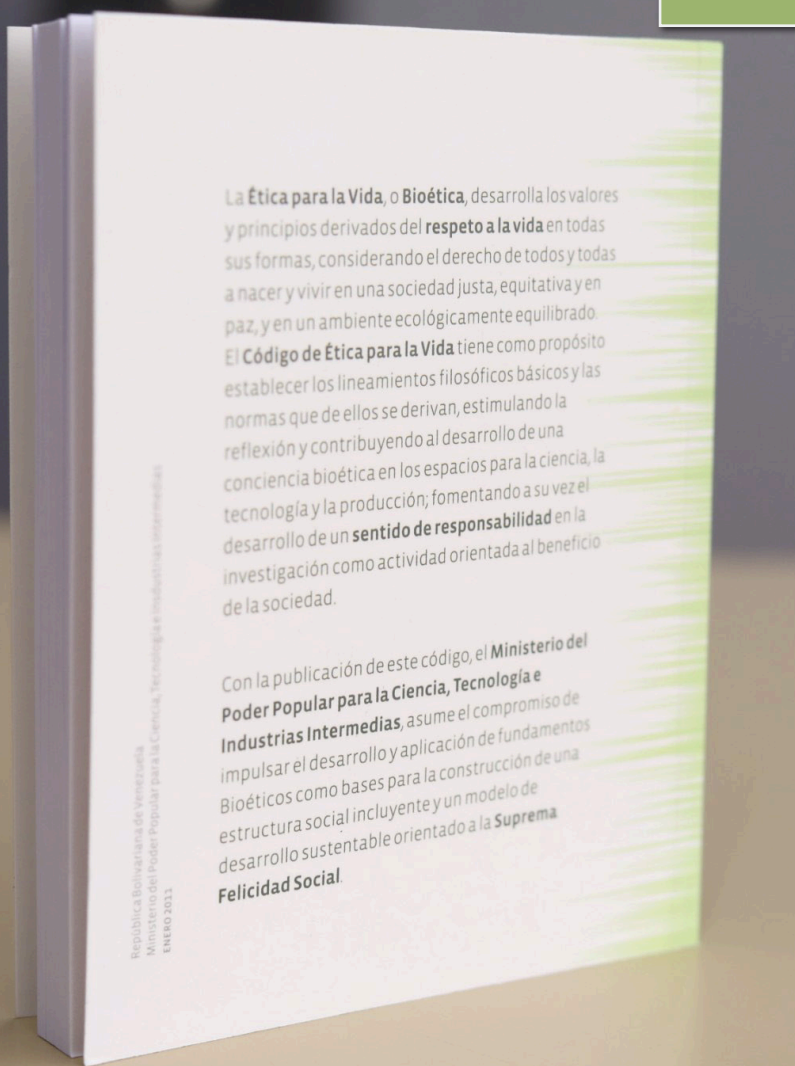 La Ética para la Vida, o Bioética, desarrolla los valores
y principios derivados del respeto a la vida en todas
sus formas, considerando el derecho de todos y todas
a nacer y vivir en una sociedad justa, equitativa y en
paz, y en un ambiente ecológicamente equilibrado.
El Código de Ética para la Vida tiene como propósito
establecer los lineamientos filosóficos básicos y las
normas que de ellos se derivan, estimulando la
reflexión y contribuyendo al desarrollo de una
conciencia bioética en los espacios para la ciencia, la
tecnología y la producción; fomentando a su vez el
desarrollo de un sentido de responsabilidad en la
investigación como actividad orientada al beneficio
de la sociedad.
Con la publicación de este código, el Ministerio del
Poder Popular para la Ciencia, Tecnología e
Industrias Intermedias, asume el compromiso de
impulsar el desarrollo y aplicación de fundamentos
Bioéticos como bases para la construcción de una
estructura social incluyente y un modelo de
desarrollo sustentable orientado a la Suprema
Felicidad Social.
República Bolivariana de Venezuela
Ministerio del Poder Popular para la Ciencia, Tecnología e Insdustrias Intermedias
ENERO 2011